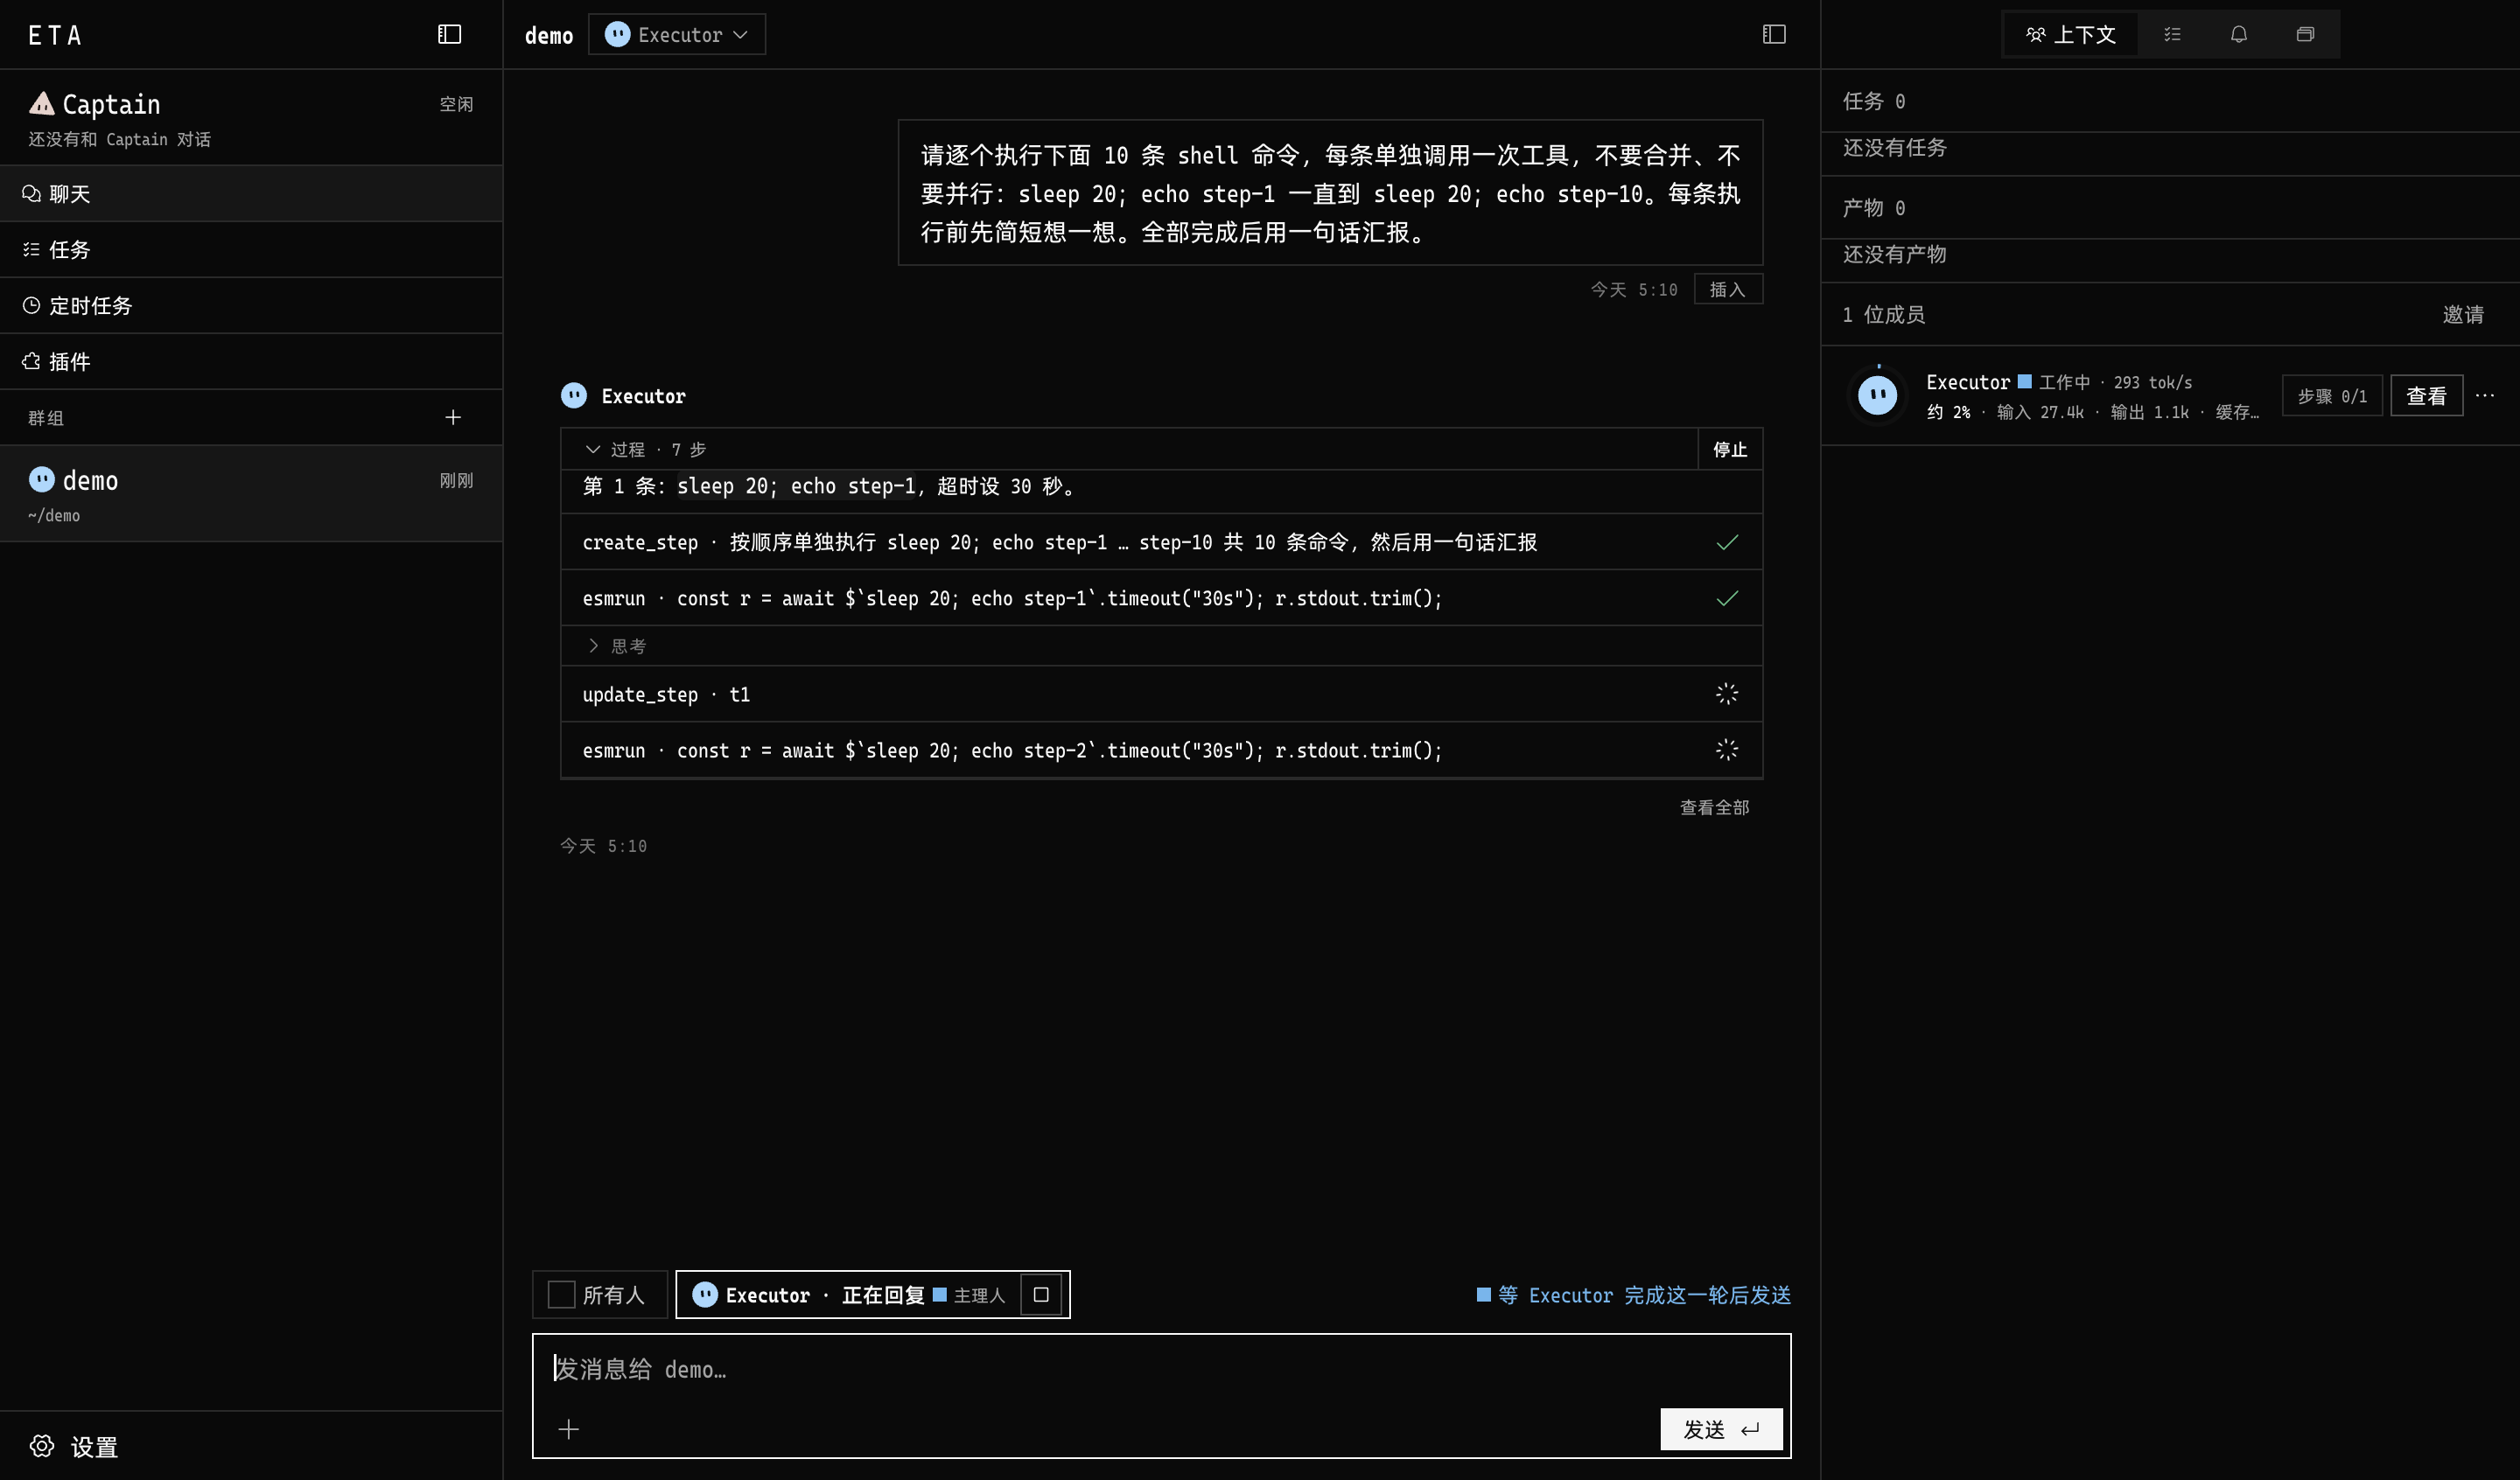 ETA
Captain
空闲
还没有和 Captain 对话
聊天
任务
定时任务
插件
群组
demo
刚刚
~/demo
设置
demo
Executor
请逐个执行下面 10 条 shell 命令，每条单独调用一次工具，不要合并、不
要并行：sleep 20; echo step-1 一直到 sleep 20; echo step-10。每条执
行前先简短想一想。全部完成后用一句话汇报。
今天 5:10
插入
Executor
过程 · 7 步
停止
第 1 条：sleep 20; echo step-1，超时设 30 秒。
create_step · 按顺序单独执行 sleep 20; echo step-1 … step-10 共 10 条命令，然后用一句话汇报
esmrun · const r = await $`sleep 20; echo step-1`.timeout("30s"); r.stdout.trim();
思考
update_step · t1
esmrun · const r = await $`sleep 20; echo step-2`.timeout("30s"); r.stdout.trim();
查看全部
今天 5:10
所有人
Executor · 正在回复
主理人
等 Executor 完成这一轮后发送
发消息给 demo…
发送
上下文
任务 0
还没有任务
产物 0
还没有产物
1 位成员
邀请
Executor
工作中 · 293 tok/s
约 2% · 输入 27.4k · 输出 1.1k · 缓存…
步骤 0/1
查看